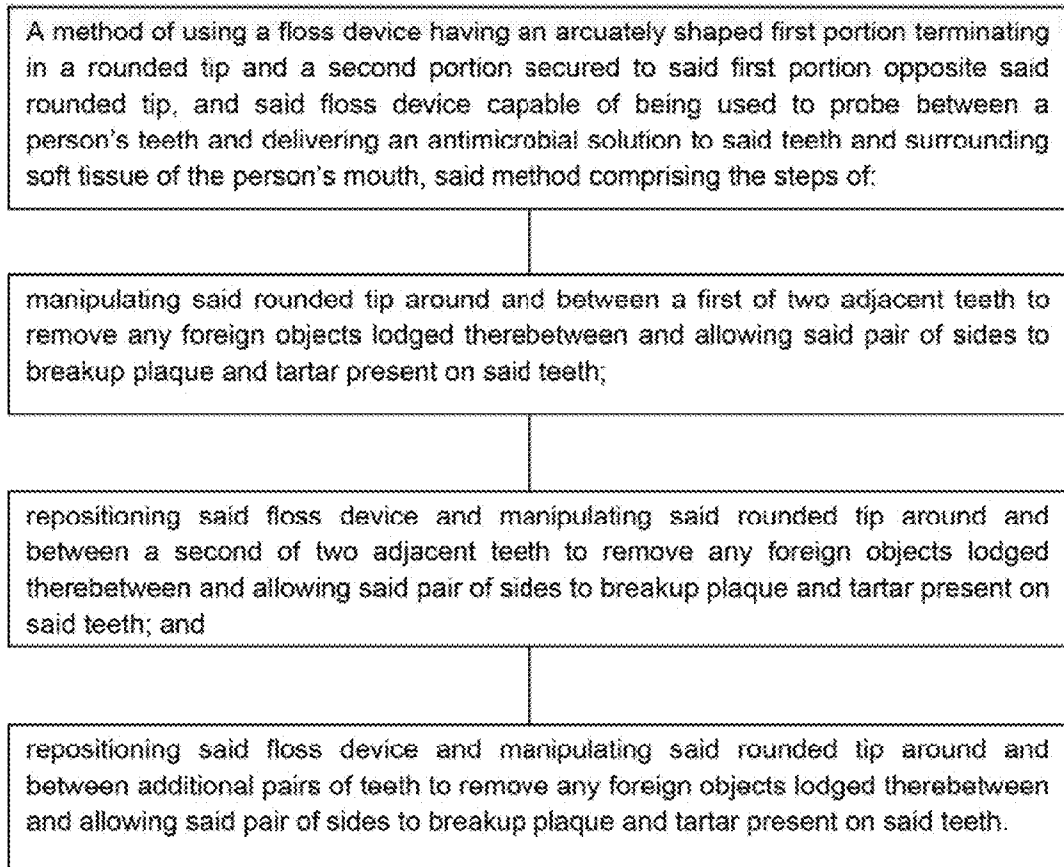 A method of using a floss device having an arcuately shaped first portion terminating
in a rounded tip and a second portion secured to said first portion opposite said
rounded tip, and said floss device capable of being used to probe between a
person's teeth and delivering an antimicrobial solution to said teeth and surrounding
soft tissue of the person's mouth, said method comprising the steps of:
manipulating said rounded tip around and between a first of two adjacent teeth to
remove any foreign objects lodged therebetween and allowing said pair of sides to
breakup plaque and tartar present on said teeth;
repositioning said floss device and manipulating said rounded tip around and
between a second of two adjacent teeth to remove any foreign objects lodged
therebetween and allowing said pair of sides to breakup plaque and tartar present on
said teeth; and
repositioning said floss device and manipulating said rounded tip around and
between additional pairs of teeth to remove any foreign objects lodged therebetween
and allowing said pair of sides to breakup plaque and tartar present on said teeth.